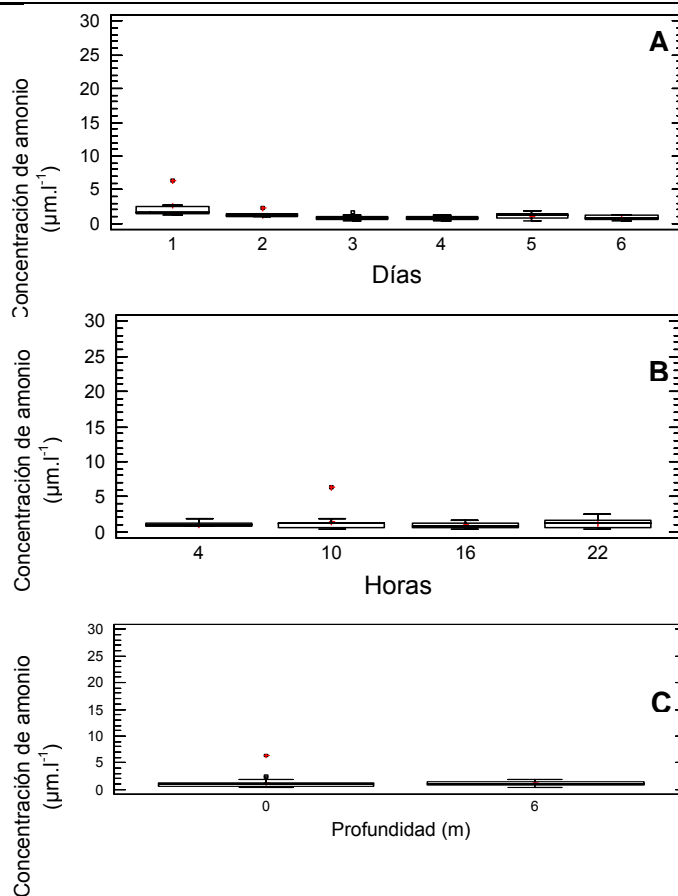 A
Concentración de amonio
(µm.l⁻¹)
30
25
20
15
10
5
0
1 2 3 4 5 6
Días
B
Concentración de amonio
(µm.l⁻¹)
30
25
20
15
10
5
0
4 10 16 22
Horas
C
Concentración de amonio
(µm.l⁻¹)
30
25
20
15
10
5
0
0 6
Profundidad (m)